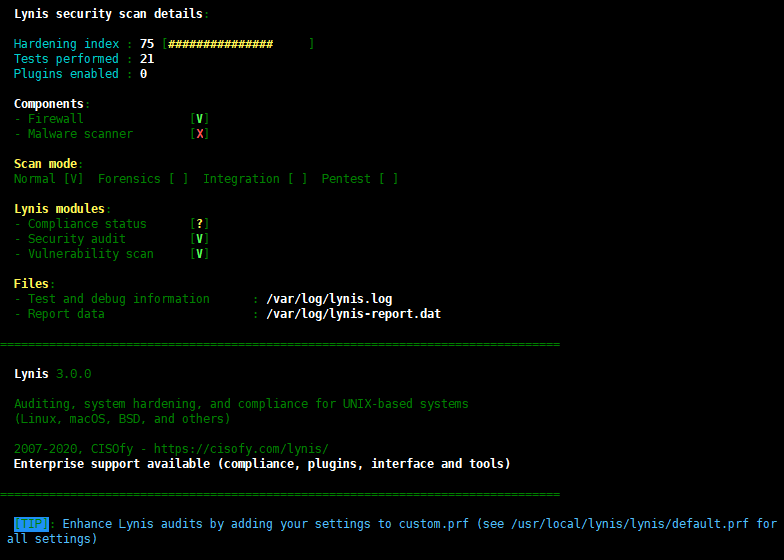 Lynis security scan details:
Hardening index : 75 [############### ]
Tests performed : 21
Plugins enabled : 0
Components:
- Firewall [V]
- Malware scanner [X]
Scan mode:
Normal [V] Forensics [ ] Integration [ ] Pentest [ ]
Lynis modules:
- Compliance status [?]
- Security audit [V]
- Vulnerability scan [V]
Files:
- Test and debug information : /var/log/lynis.log
- Report data : /var/log/lynis-report.dat
================================================================================
Lynis 3.0.0
Auditing, system hardening, and compliance for UNIX-based systems
(Linux, macOS, BSD, and others)
2007-2020, CISOfy - https://cisofy.com/lynis/
Enterprise support available (compliance, plugins, interface and tools)
================================================================================
[TIP]: Enhance Lynis audits by adding your settings to custom.prf (see /usr/local/lynis/lynis/default.prf for
all settings)